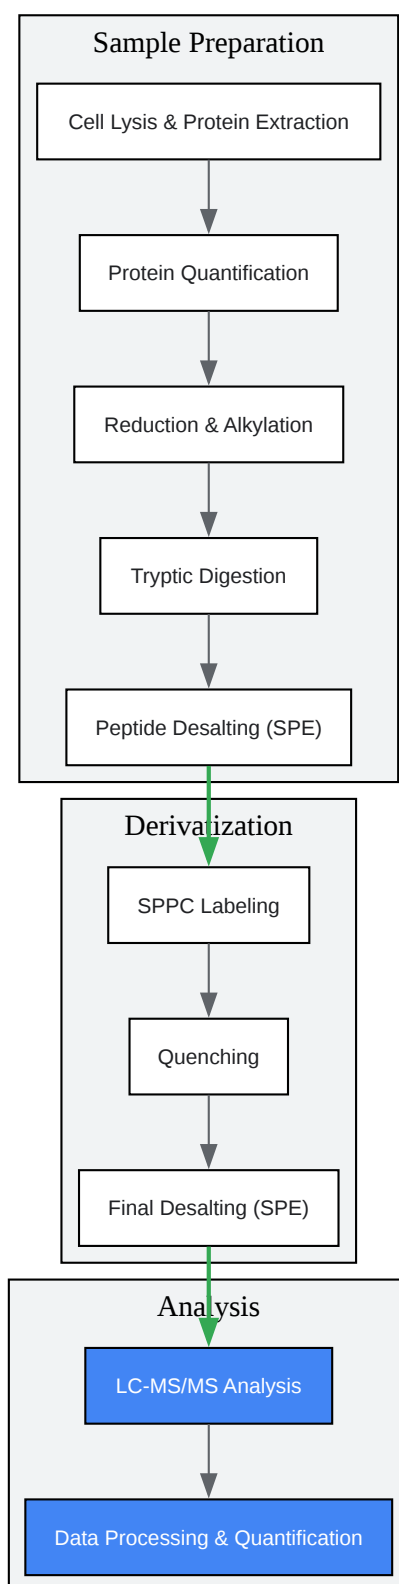 Sample Preparation
Cell Lysis & Protein Extraction
Protein Quantification
Reduction & Alkylation
Tryptic Digestion
Peptide Desalting (SPE)
Derivatization
SPPC Labeling
Quenching
Final Desalting (SPE)
Analysis
LC-MS/MS Analysis
Data Processing & Quantification